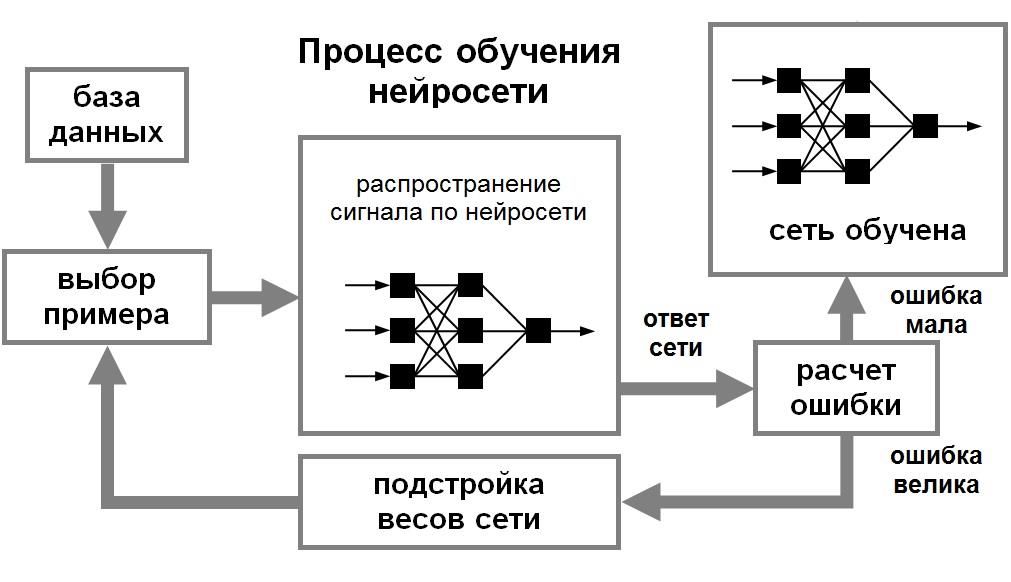 Процесс обучения
нейросети
база
данных
выбор
примера
распространение
сигнала по нейросети
ответ
сети
расчет
ошибки
ошибка
мала
сеть обучена
ошибка
велика
подстройка
весов сети